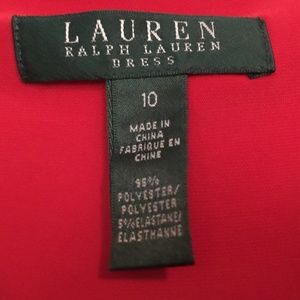 LAUREN
RALPH LAUREN
DRESS
10
MADE IN
CHINA
FABRIQUE EN
CHINE
95%
POLYESTER/
POLYESTER
5%ELASTANE/
ELASTHANNE